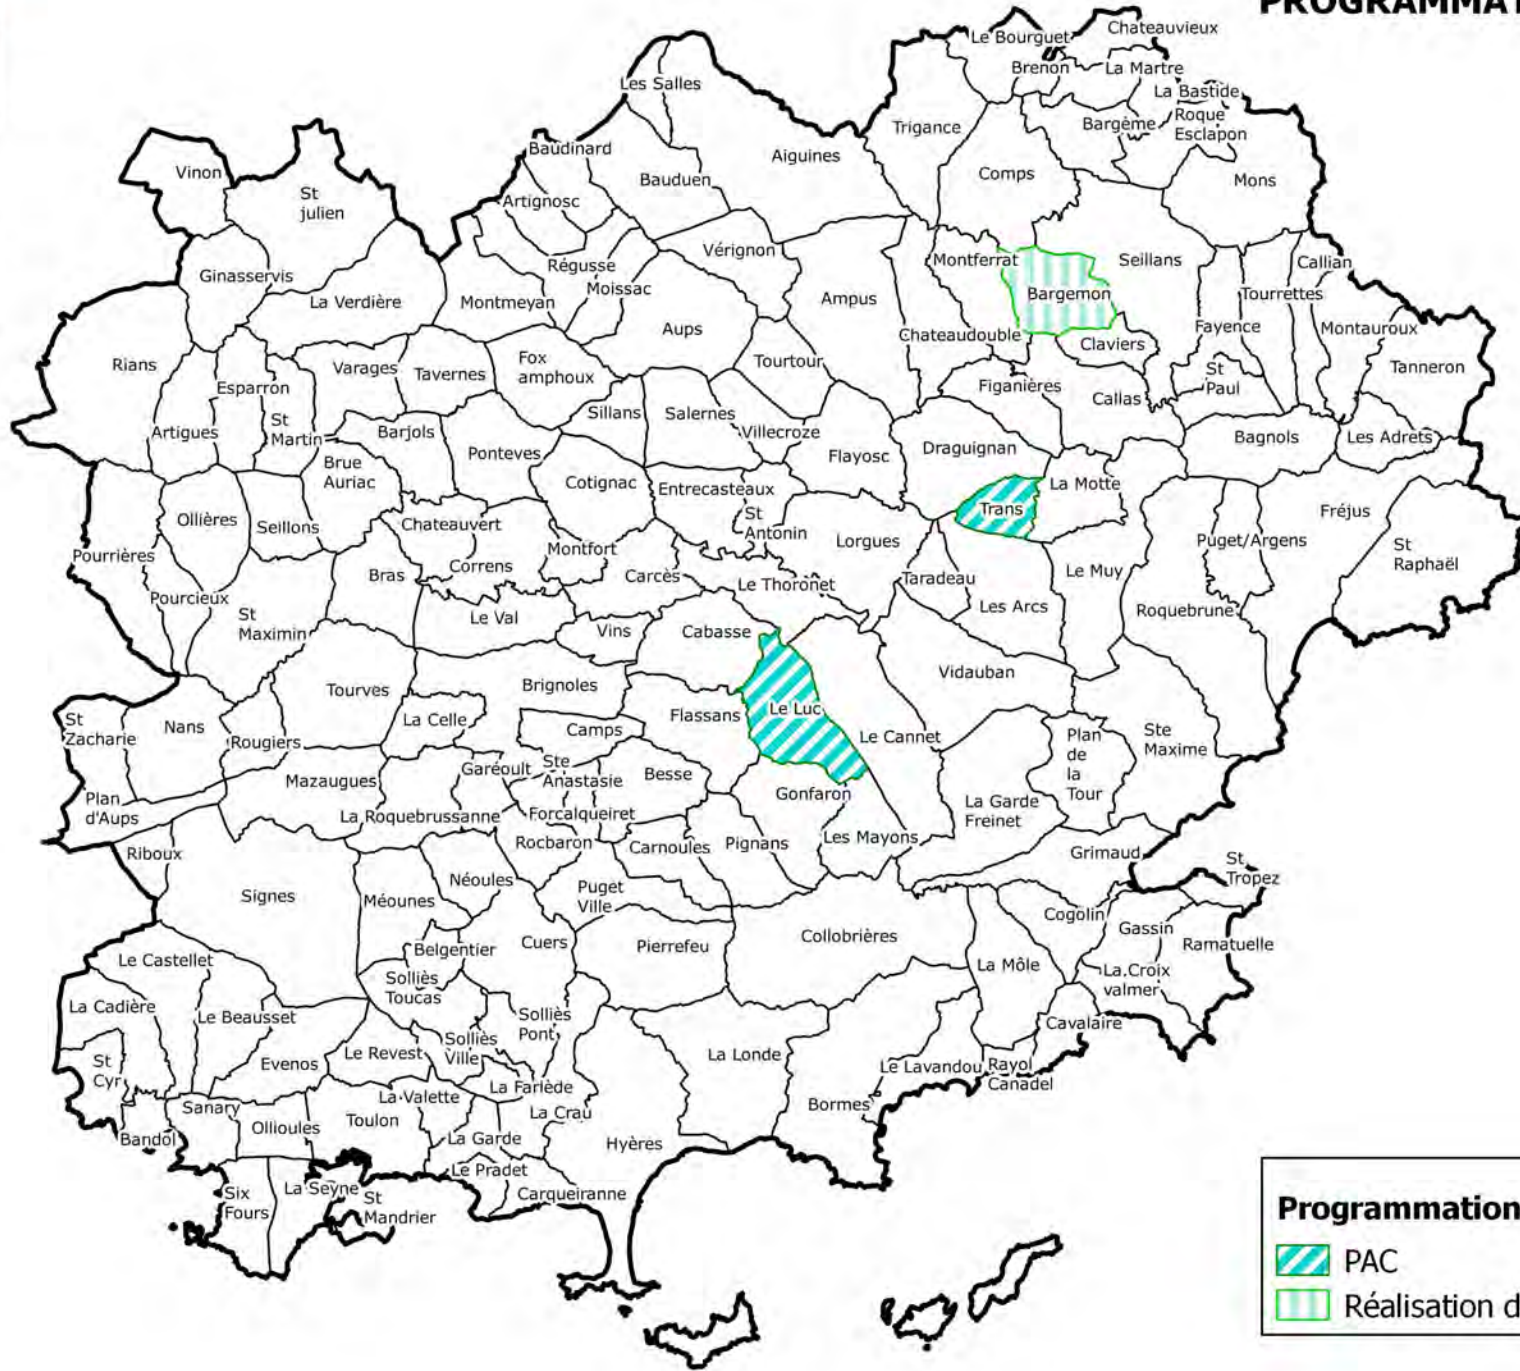 PROGRAMMAT
Le Bourguet
Chateauvieux
Brenon
La Martre
Les Salles
La Bastide
Roque
Esclapon
Bargème
Trigance
Baudinard
Aiguines
Vinon
Comps
Bauduen
Mons
St
julien
Artignosc
Vérignon
Régusse
Montferrat
Seillans
Callian
Ginasservis
Moissac
La Verdière
Montmeyan
Ampus
Bargemon
Tourrettes
Aups
Chateaudouble
Fayence
Montauroux
Claviers
Rians
Varages
Tavernes
Fox
amphoux
Tourtour
Tanneron
Esparron
Figanières
St
Paul
Callas
Sillans
Salernes
Artigues
St
Martin
Barjols
Villecroze
Bagnols
Les Adrets
Ponteves
Flayosc
Draguignan
Brue
Auriac
Cotignac
Entrecasteaux
La Motte
Ollières
Seillons
Chateauvert
St
Antonin
Trans
Fréjus
Pourrières
Montfort
Lorgues
Puget/Argens
St
Raphaël
Bras
Correns
Carcès
Le Thoronet
Taradeau
Le Muy
Pourcieux
Les Arcs
Roquebrune
St
Maximin
Le Val
Vins
Cabasse
Vidauban
Tourves
Brignoles
St
Zacharie
Nans
La Celle
Flassans
Le Luc
Rougiers
Camps
Le Cannet
Plan
de
la
Tour
Ste
Maxime
Mazaugues
Garéoult
Ste
Anastasie
Besse
Gonfaron
Plan
d'Aups
La Roquebrussanne
Forcalqueiret
La Garde
Freinet
Riboux
Rocbaron
Carnoules
Pignans
Les Mayons
Grimaud
St
Tropez
Signes
Néoules
Méounes
Puget
Ville
Cogolin
Gassin
Belgentier
Cuers
Pierrefeu
Collobrières
Ramatuelle
Le Castellet
La Môle
Solliès
Toucas
La Croix
valmer
La Cadière
Le Beausset
Solliès
Pont
Cavalaire
Solliès
Ville
St
Cyr
Evenos
Le Revest
La Londe
Le Lavandou
Rayol
Canadel
La Farlède
La Valette
Sanary
Ollioules
Toulon
La Crau
Bormes
Bandol
La Garde
Hyères
Le Pradet
Six
Fours
La Seyne
St
Mandrier
Carqueiranne
Programmation
PAC
Réalisation d